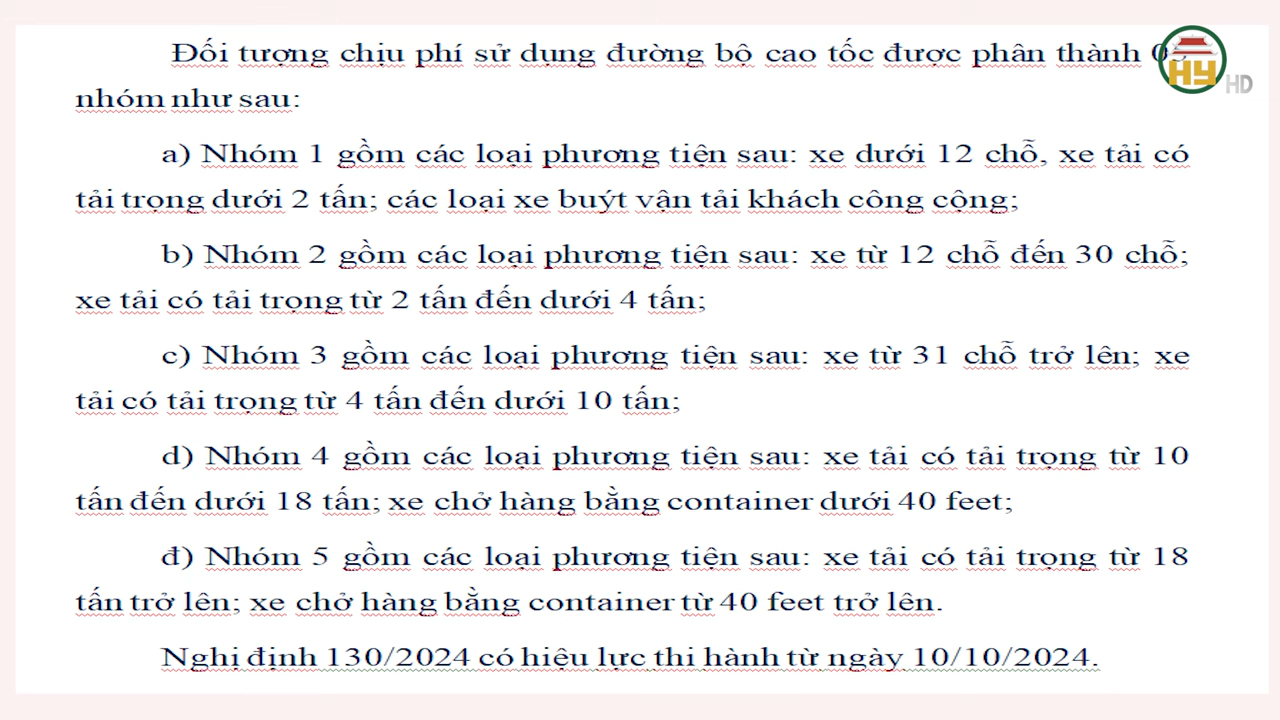 Đối tượng chịu phí sử dụng đường bộ cao tốc được phân thành 05
nhóm như sau:
a) Nhóm 1 gồm các loại phương tiện sau: xe dưới 12 chỗ, xe tải có
tải trọng dưới 2 tấn; các loại xe buýt vận tải khách công cộng;
b) Nhóm 2 gồm các loại phương tiện sau: xe từ 12 chỗ đến 30 chỗ;
xe tải có tải trọng từ 2 tấn đến dưới 4 tấn;
c) Nhóm 3 gồm các loại phương tiện sau: xe từ 31 chỗ trở lên; xe
tải có tải trọng từ 4 tấn đến dưới 10 tấn;
d) Nhóm 4 gồm các loại phương tiện sau: xe tải có tải trọng từ 10
tấn đến dưới 18 tấn; xe chở hàng bằng container dưới 40 feet;
đ) Nhóm 5 gồm các loại phương tiện sau: xe tải có tải trọng từ 18
tấn trở lên; xe chở hàng bằng container từ 40 feet trở lên.
Nghị định 130/2024 có hiệu lực thi hành từ ngày 10/10/2024.
HY HD